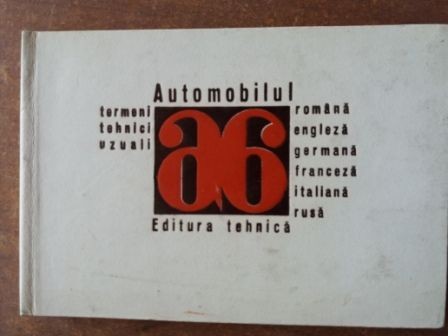 Automobilul
termeni
tehnici
uzuali
a6
română
engleză
germană
franceză
italiană
rusă
Editura tehnică